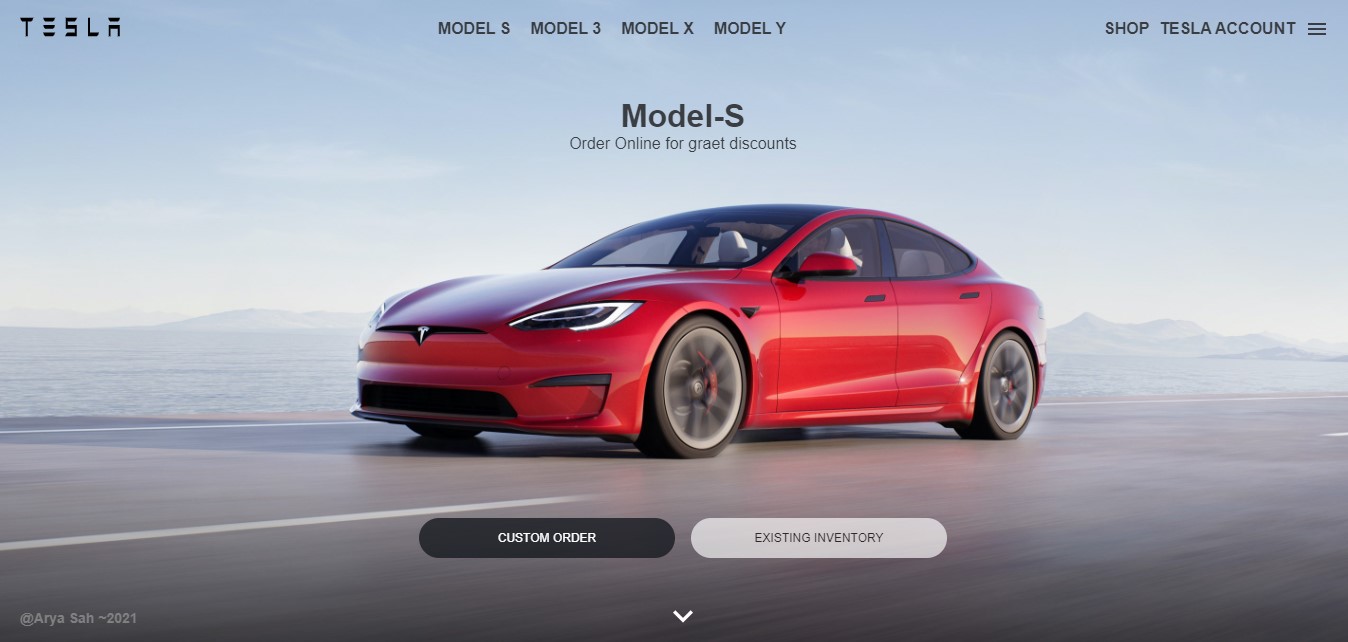 TESLA
MODEL S MODEL 3 MODEL X MODEL Y
SHOP TESLA ACCOUNT
Model-S
Order Online for graet discounts
CUSTOM ORDER
EXISTING INVENTORY
@Arya Sah ~2021